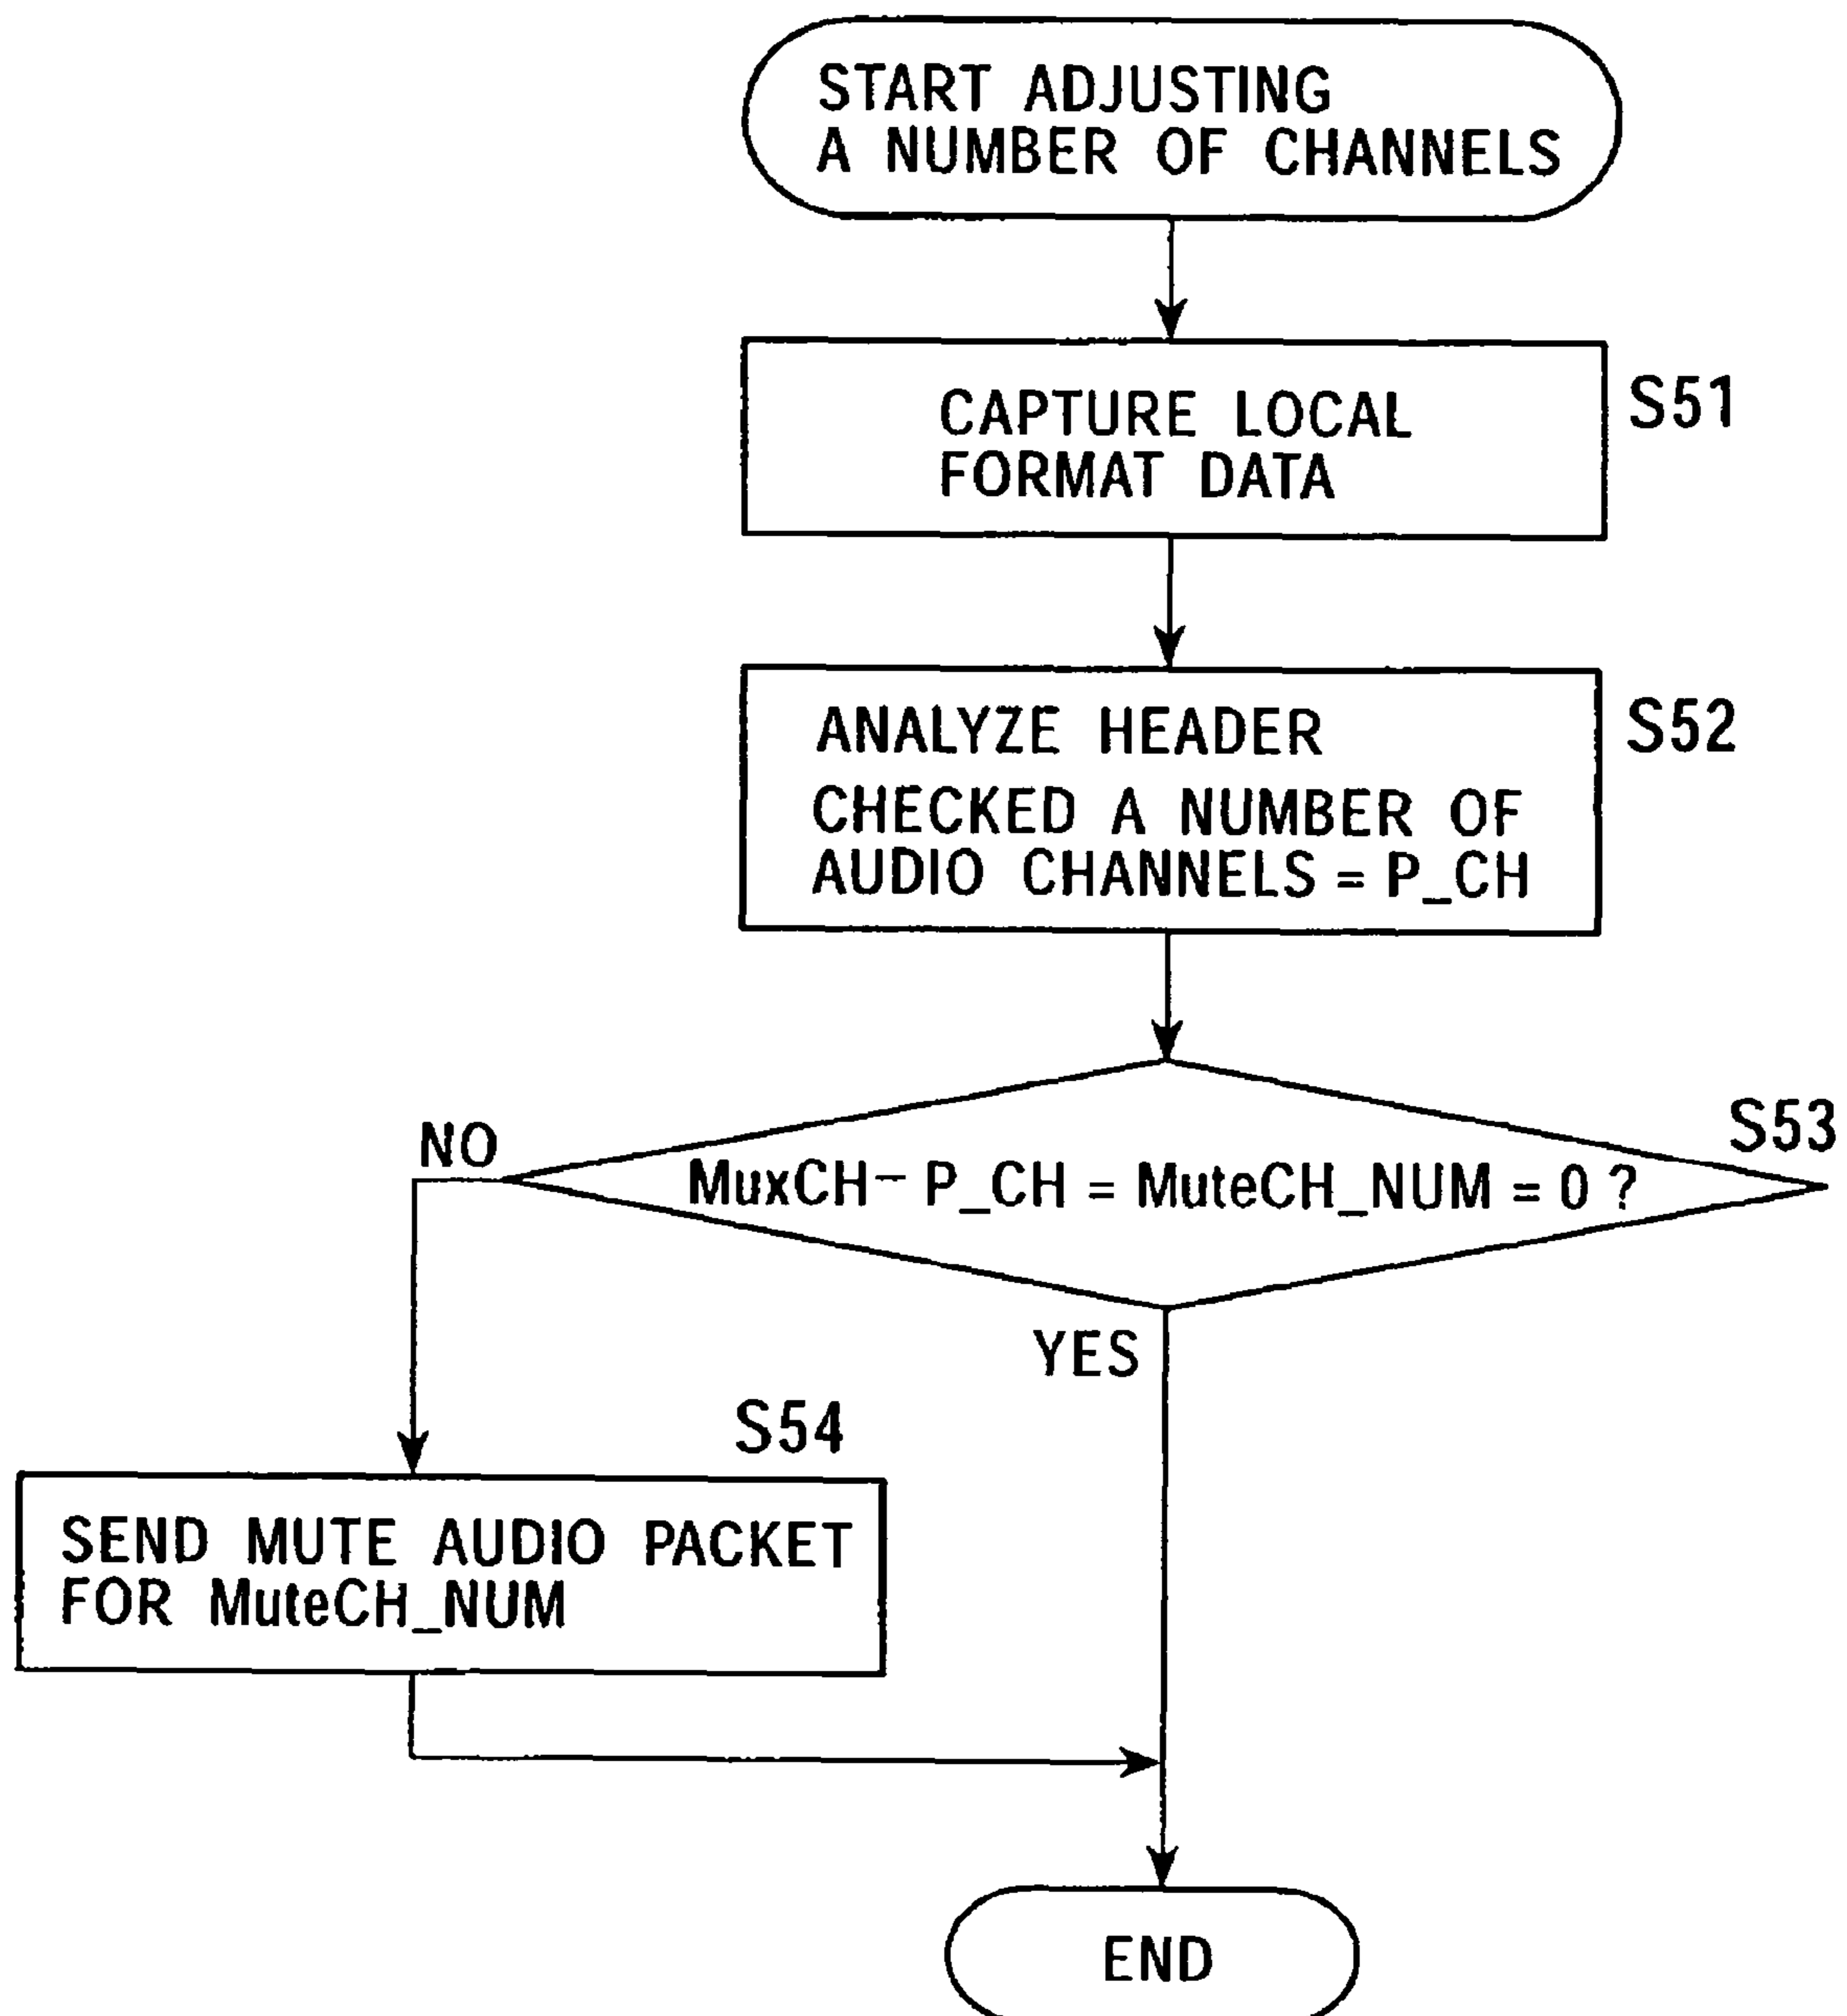 START ADJUSTING
A NUMBER OF CHANNELS
CAPTURE LOCAL
FORMAT DATA
S51
ANALYZE HEADER
CHECKED A NUMBER OF
AUDIO CHANNELS = P_CH
S52
NO
MuxCH - P_CH = MuteCH_NUM = 0 ?
S53
YES
S54
SEND MUTE AUDIO PACKET
FOR MuteCH_NUM
END